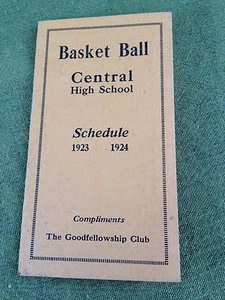 Basket Ball
Central
High School
Schedule
1923 1924
Compliments
The Goodfellowship Club